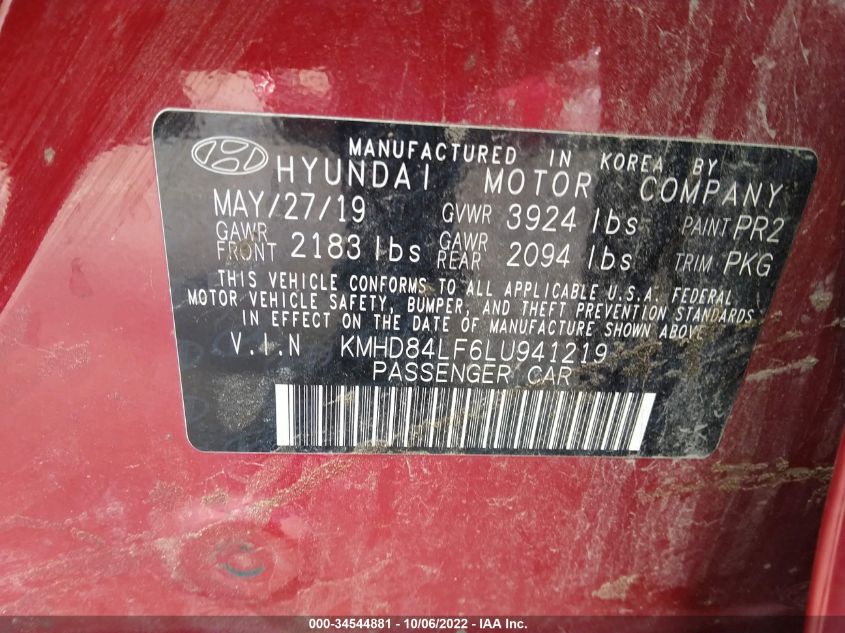 MANUFACTURED IN KOREA BY
HYUNDAI MOTOR COMPANY
MAY/27/19 GVWR 3924 lbs PAINT PR2
GAWR FRONT 2183 lbs GAWR REAR 2094 lbs TRIM PKG
THIS VEHICLE CONFORMS TO ALL APPLICABLE U.S.A. FEDERAL
MOTOR VEHICLE SAFETY, BUMPER, AND THEFT PREVENTION STANDARDS
IN EFFECT ON THE DATE OF MANUFACTURE SHOWN ABOVE
V.I.N KMHD84LF6LU941219
PASSENGER CAR
000-34544881 - 10/06/2022 - IAA Inc.